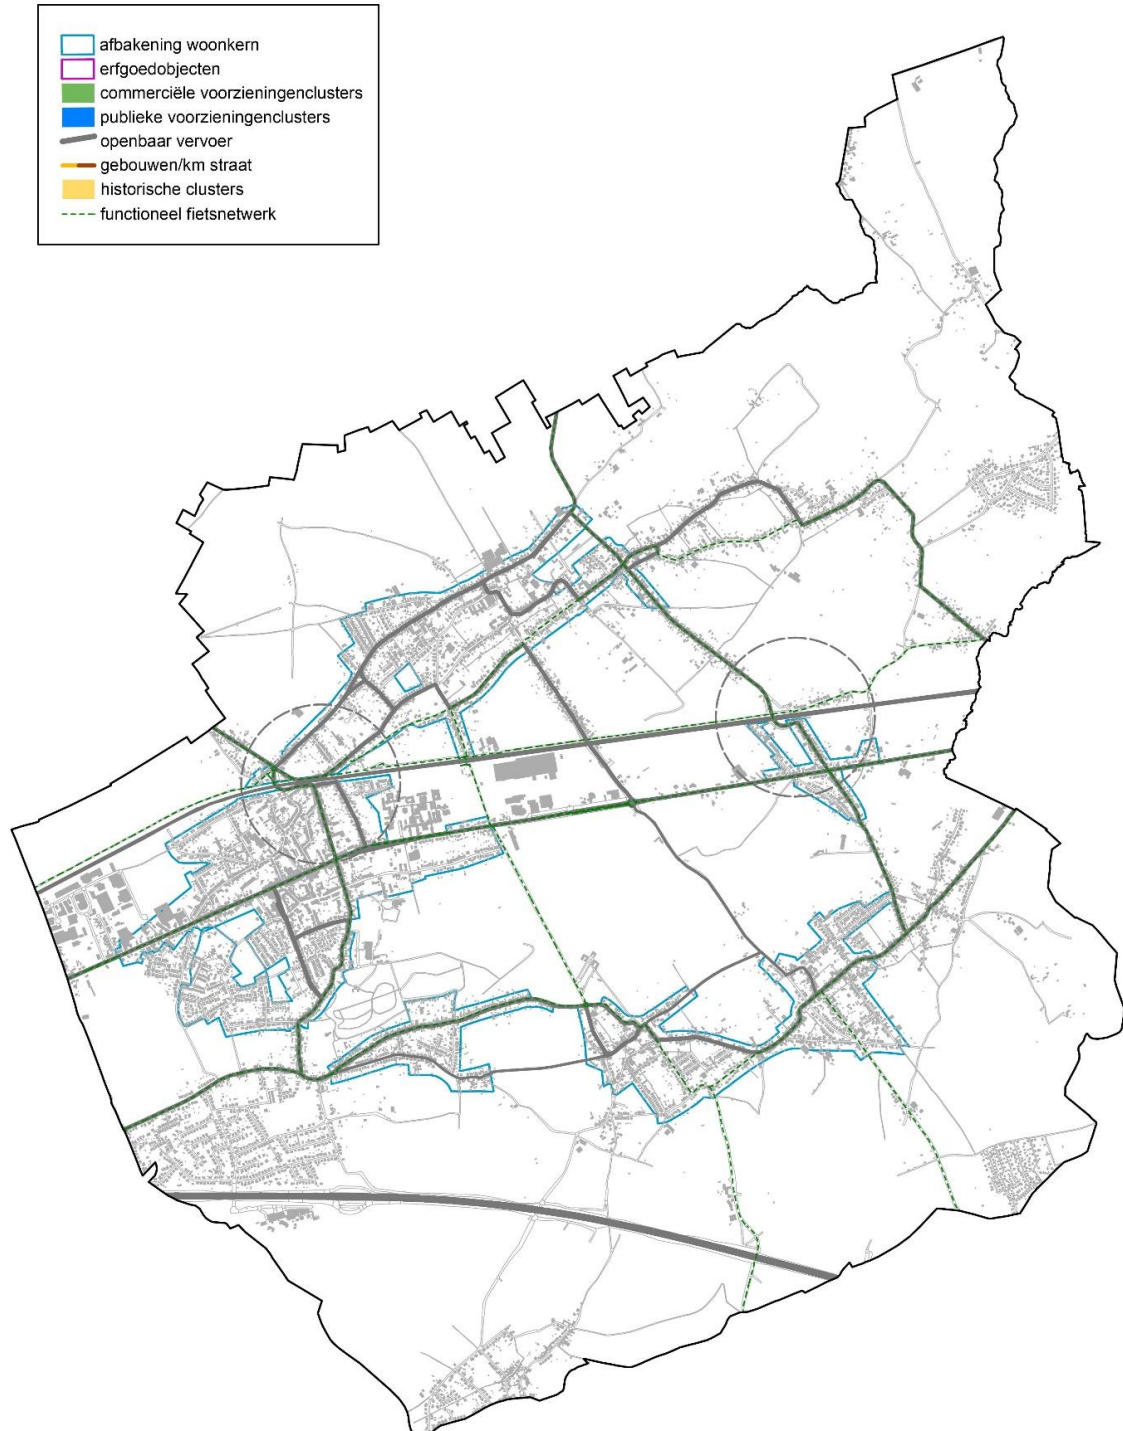 afbakening woonkern
erfgoedobjecten
commerciële voorzieningenclusters
publieke voorzieningenclusters
openbaar vervoer
gebouwen/km straat
historische clusters
functioneel fietsnetwerk